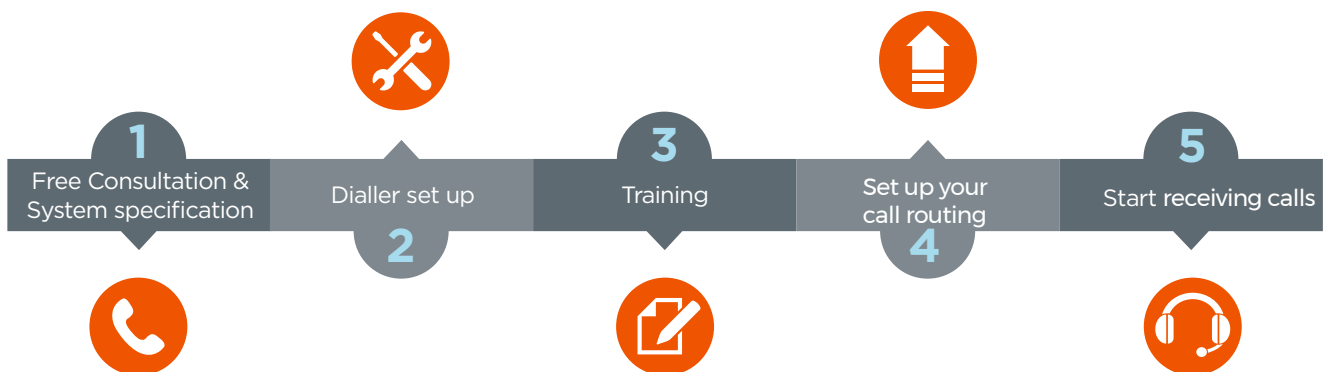 1
Free Consultation &
System specification
Dialler set up
2
3
Training
Set up your
call routing
4
5
Start receiving calls